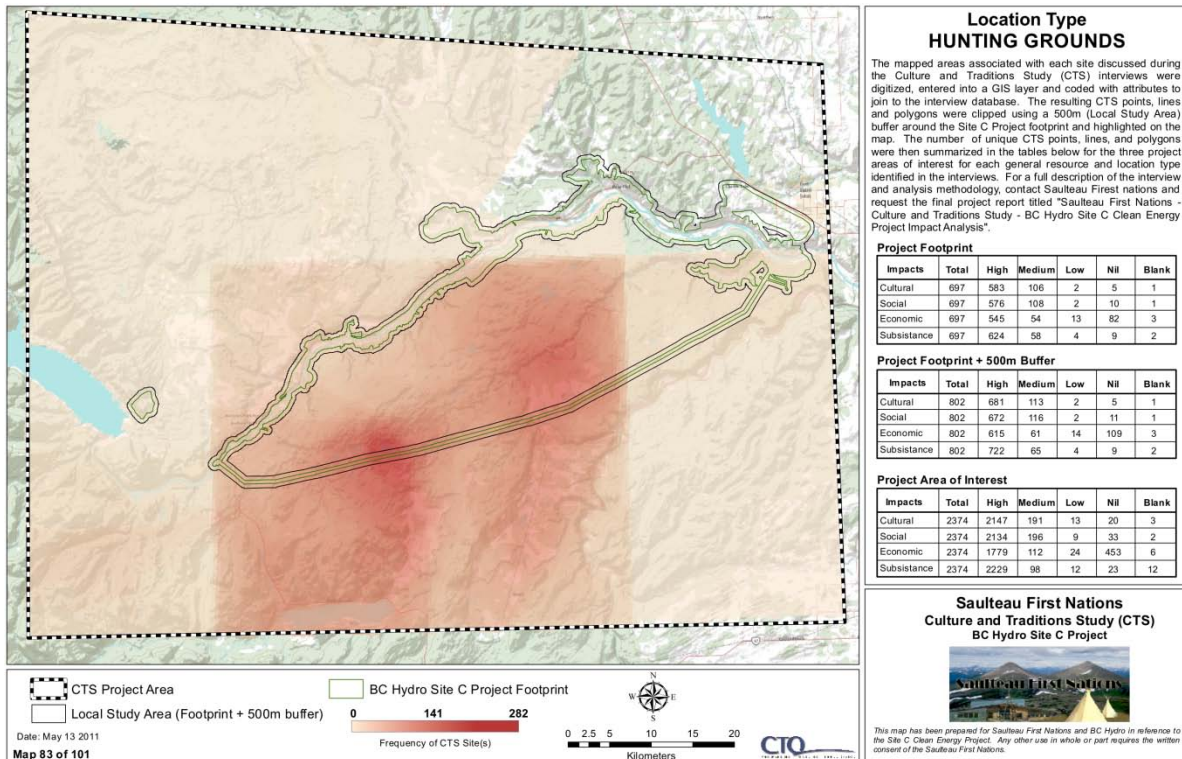 Location Type
HUNTING GROUNDS
The mapped areas associated with each site discussed during
the Culture and Traditions Study (CTS) interviews were
digitized, entered into a GIS layer and coded with attributes to
join to the interview database. The resulting CTS points, lines
and polygons were clipped using a 500m (Local Study Area)
buffer around the Site C Project footprint and highlighted on the
map. The number of unique CTS points, lines, and polygons
were then summarized in the tables below for the three project
areas of interest for each general resource and location type
identified in the interviews. For a full description of the interview
and analysis methodology, contact Saulteau Firest nations and
request the final project report titled "Saulteau First Nations -
Culture and Traditions Study - BC Hydro Site C Clean Energy
Project Impact Analysis".
Project Footprint
Impacts Total High Medium Low Nil Blank
Cultural 697 583 106 2 5 1
Social 697 576 108 2 10 1
Economic 697 545 54 13 82 3
Subsistance 697 624 58 4 9 2
Project Footprint + 500m Buffer
Impacts Total High Medium Low Nil Blank
Cultural 802 681 113 2 5 1
Social 802 672 116 2 11 1
Economic 802 615 61 14 109 3
Subsistance 802 722 65 4 9 2
Project Area of Interest
Impacts Total High Medium Low Nil Blank
Cultural 2374 2147 191 13 20 3
Social 2374 2134 196 9 33 2
Economic 2374 1779 112 24 453 6
Subsistance 2374 2229 98 12 23 12
Saulteau First Nations
Culture and Traditions Study (CTS)
BC Hydro Site C Project
Saulteau First Nations
This map has been prepared for Saulteau First Nations and BC Hydro in reference to
the Site C Clean Energy Project. Any other use in whole or part requires the written
consent of the Saulteau First Nations.
CTS Project Area
BC Hydro Site C Project Footprint
Local Study Area (Footprint + 500m buffer)
0 141 282
Frequency of CTS Site(s)
Date: May 13 2011
Map 83 of 101
N
W E
S
0 2.5 5 10 15 20
Kilometers
CTQ